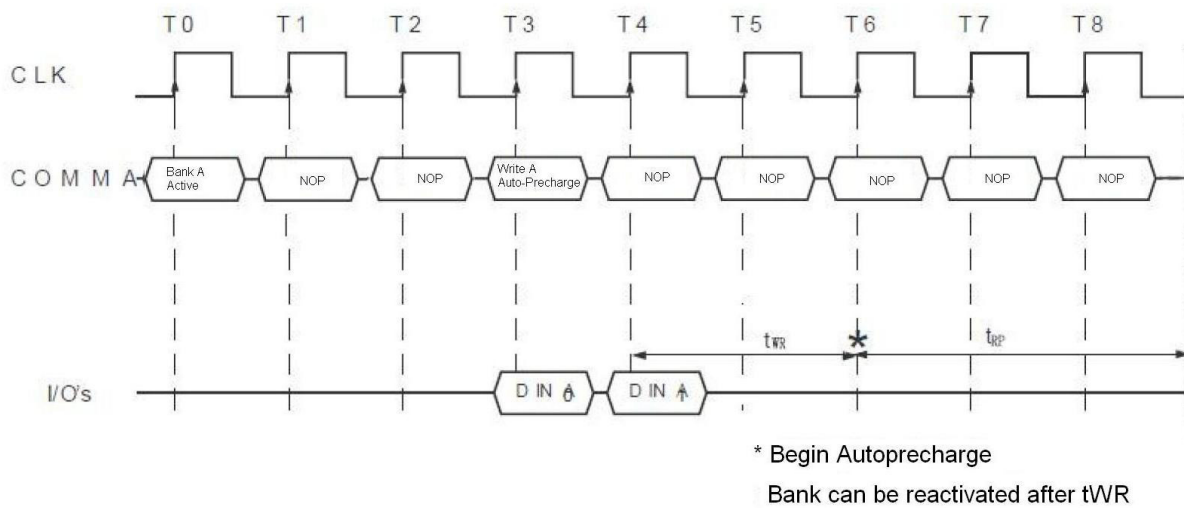 T0 T1 T2 T3 T4 T5 T6 T7 T8
CLK
COMMA
Bank A
Active
NOP
NOP
Write A
Auto-Precharge
NOP
NOP
NOP
NOP
NOP
tWR
*
tRP
I/O's
D IN A0
D IN A1
* Begin Autoprecharge
Bank can be reactivated after tWR